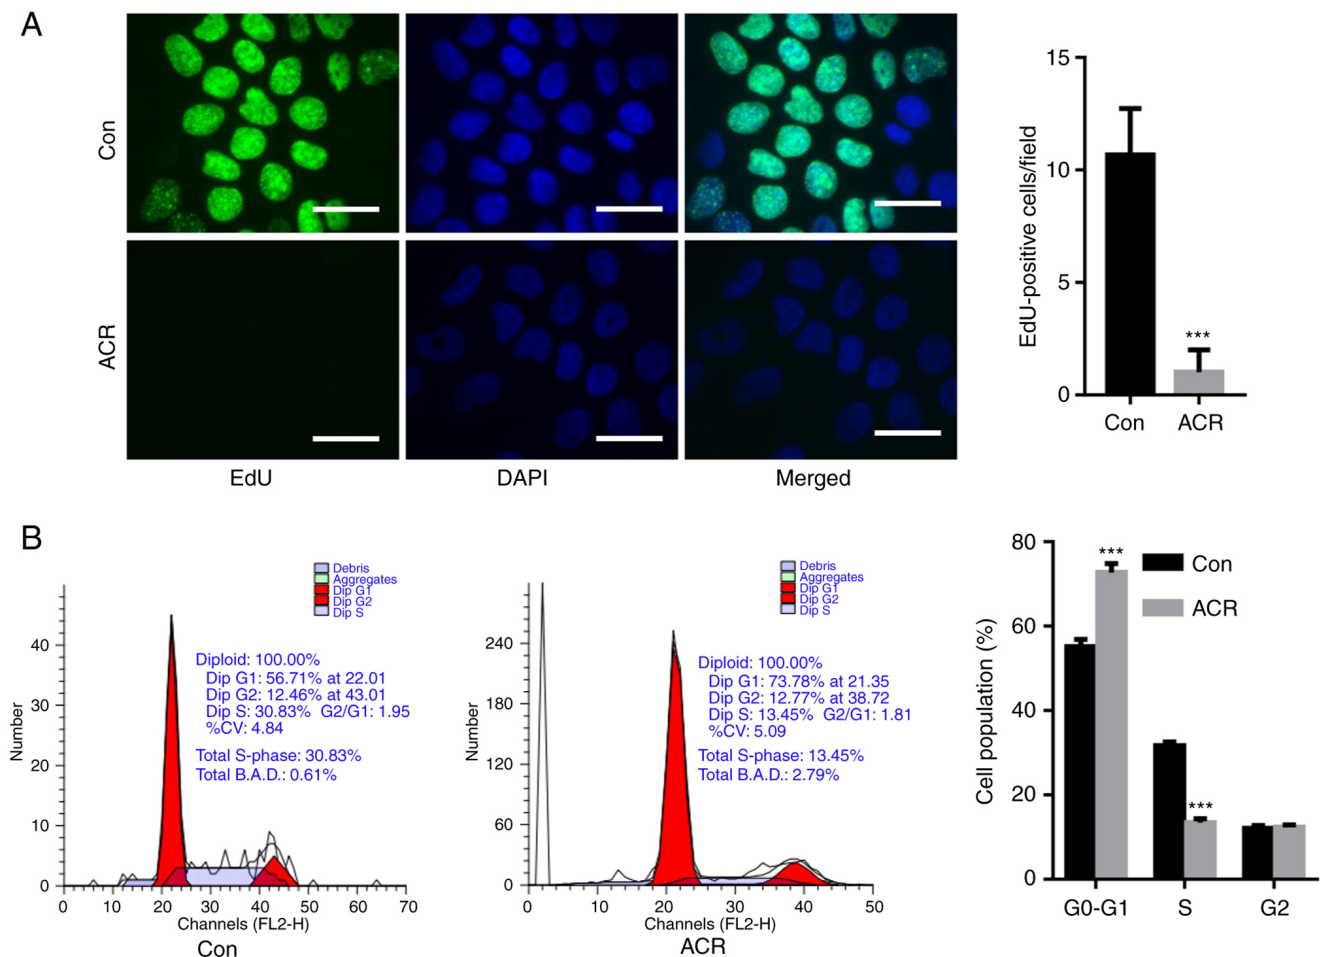 A
Con
ACR
EdU
DAPI
Merged
EdU-positive cells/field
15
10
5
0
***
Con
ACR
B
Debris
Aggregates
Dip G1
Dip G2
Dip S
Diploid: 100.00%
Dip G1: 56.71% at 22.01
Dip G2: 12.46% at 43.01
Dip S: 30.83% G2/G1: 1.95
%CV: 4.84
Total S-phase: 30.83%
Total B.A.D.: 0.61%
Number
40
30
20
10
0
0 10 20 30 40 50 60 70
Channels (FL2-H)
Con
Debris
Aggregates
Dip G1
Dip G2
Dip S
Diploid: 100.00%
Dip G1: 73.78% at 21.35
Dip G2: 12.77% at 38.72
Dip S: 13.45% G2/G1: 1.81
%CV: 5.09
Total S-phase: 13.45%
Total B.A.D.: 2.79%
Number
240
180
120
60
0
0 10 20 30 40 50
Channels (FL2-H)
ACR
Cell population (%)
80
60
40
20
0
***
***
Con
ACR
G0-G1 S G2